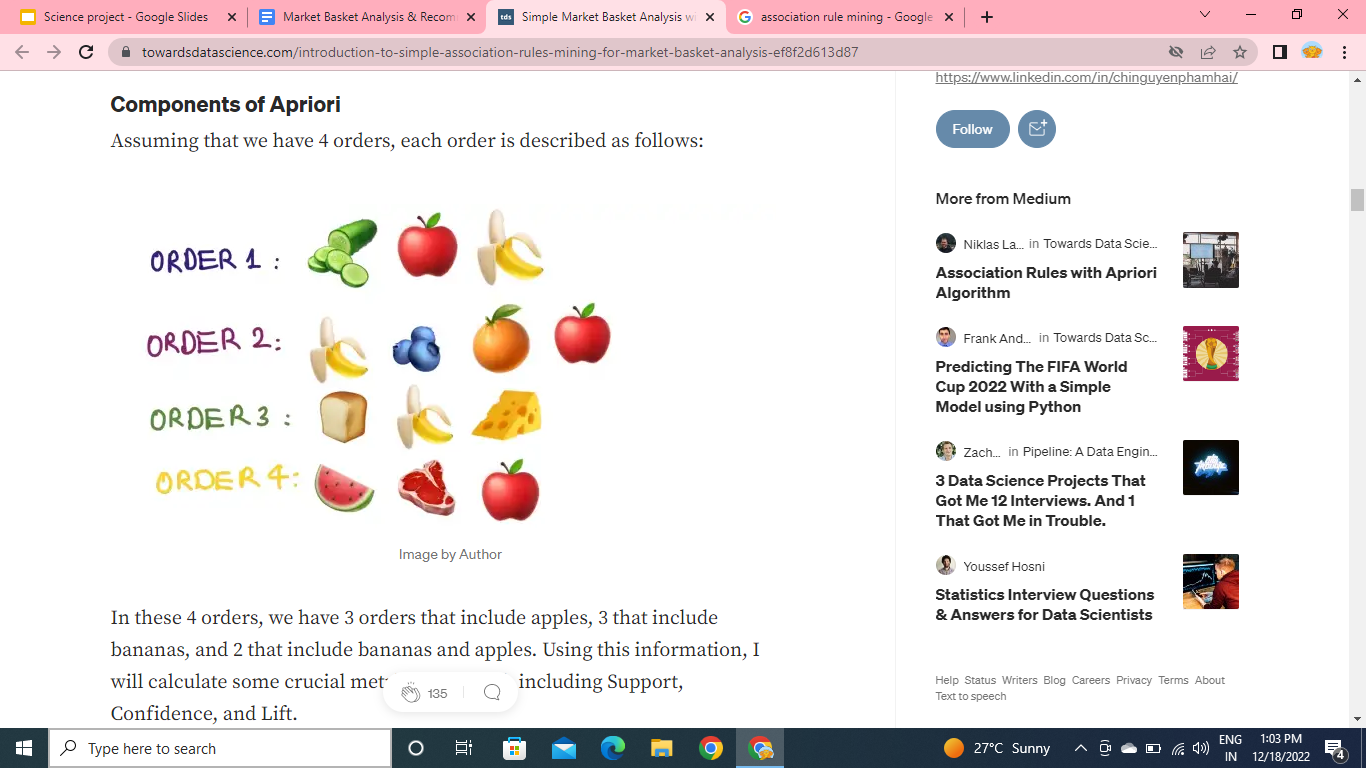 Science project - Google Slides
Market Basket Analysis & Recom
Simple Market Basket Analysis wi
association rule mining - Google
towardsdatascience.com/introduction-to-simple-association-rules-mining-for-market-basket-analysis-ef8f2d613d87
Components of Apriori
Assuming that we have 4 orders, each order is described as follows:
ORDER 1 :
ORDER 2:
ORDER 3 :
ORDER 4:
Image by Author
In these 4 orders, we have 3 orders that include apples, 3 that include
bananas, and 2 that include bananas and apples. Using this information, I
will calculate some crucial met including Support,
Confidence, and Lift.
135
https://www.linkedin.com/in/chinguyenphamhai/
Follow
More from Medium
Niklas La... in Towards Data Scie...
Association Rules with Apriori
Algorithm
Frank And... in Towards Data Sc...
Predicting The FIFA World
Cup 2022 With a Simple
Model using Python
Zach... in Pipeline: A Data Engin...
3 Data Science Projects That
Got Me 12 Interviews. And 1
That Got Me in Trouble.
Youssef Hosni
Statistics Interview Questions
& Answers for Data Scientists
Help Status Writers Blog Careers Privacy Terms About
Text to speech
Type here to search
27°C Sunny
ENG
IN
1:03 PM
12/18/2022
4